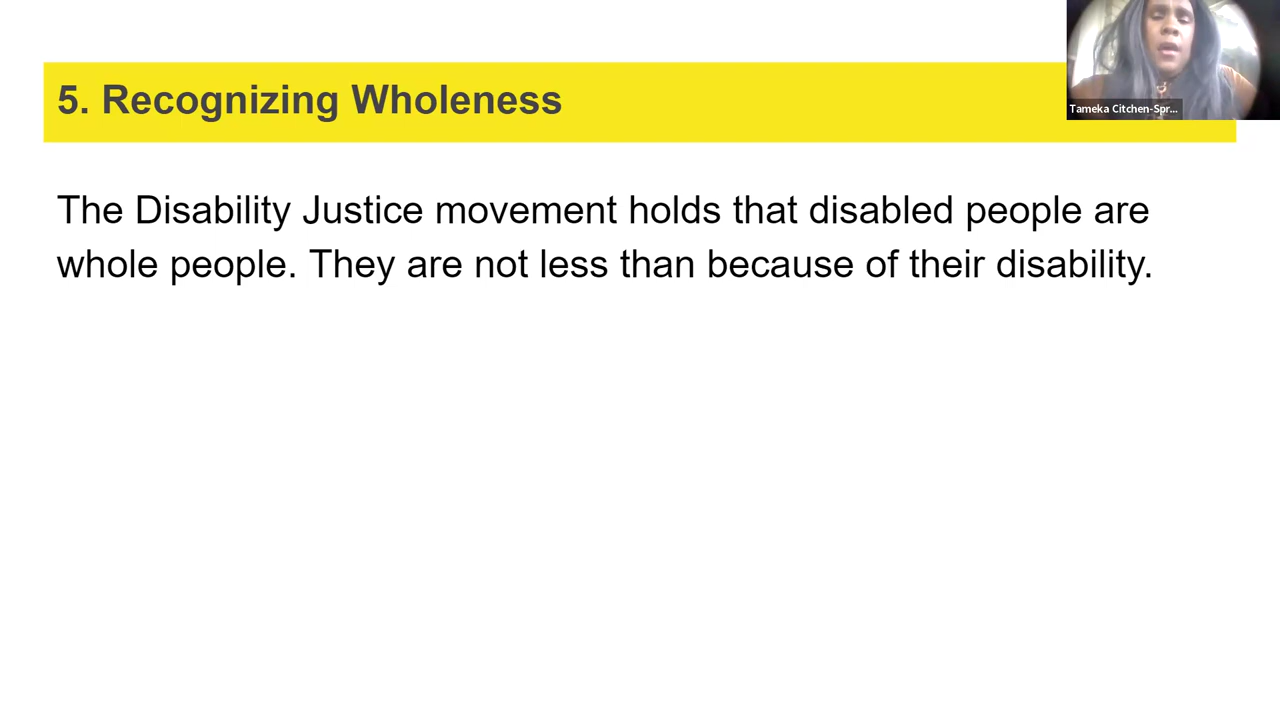 5. Recognizing Wholeness
Tameka Citchen-Spr...
The Disability Justice movement holds that disabled people are
whole people. They are not less than because of their disability.